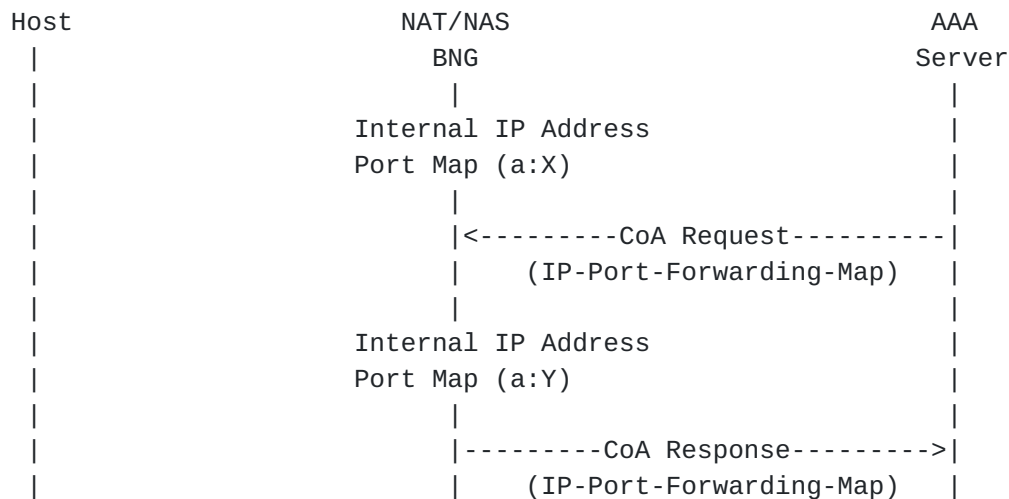 Host NAT/NAS AAA
| BNG Server
| | |
| Internal IP Address |
| Port Map (a:X) |
| | |
| |<---------CoA Request----------|
| | (IP-Port-Forwarding-Map) |
| | |
| Internal IP Address |
| Port Map (a:Y) |
| | |
| |---------CoA Response--------->|
| | (IP-Port-Forwarding-Map) |